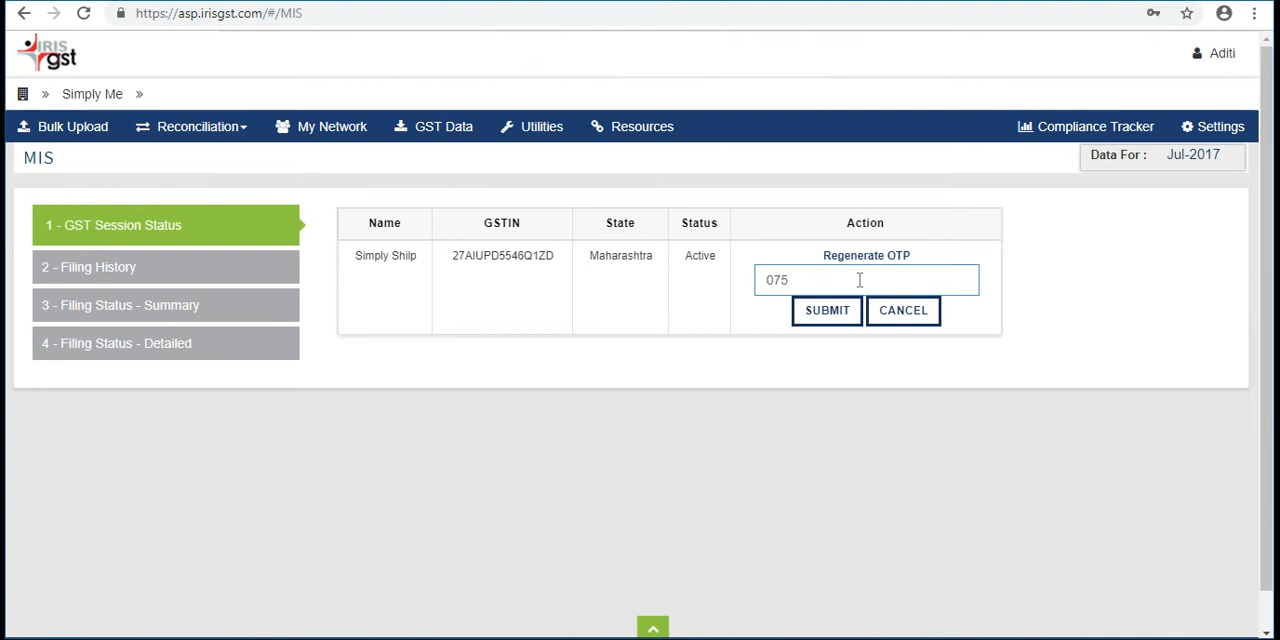 https://asp.irisgst.com/#/MIS
IRIS
gst
Aditi
» Simply Me »
Bulk Upload Reconciliation My Network GST Data Utilities Resources Compliance Tracker Settings
MIS
Data For : Jul-2017
1 - GST Session Status
2 - Filing History
3 - Filing Status - Summary
4 - Filing Status - Detailed
Name GSTIN State Status Action
Simply Shilp 27AIUPD5546Q1ZD Maharashtra Active Regenerate OTP
075
SUBMIT CANCEL